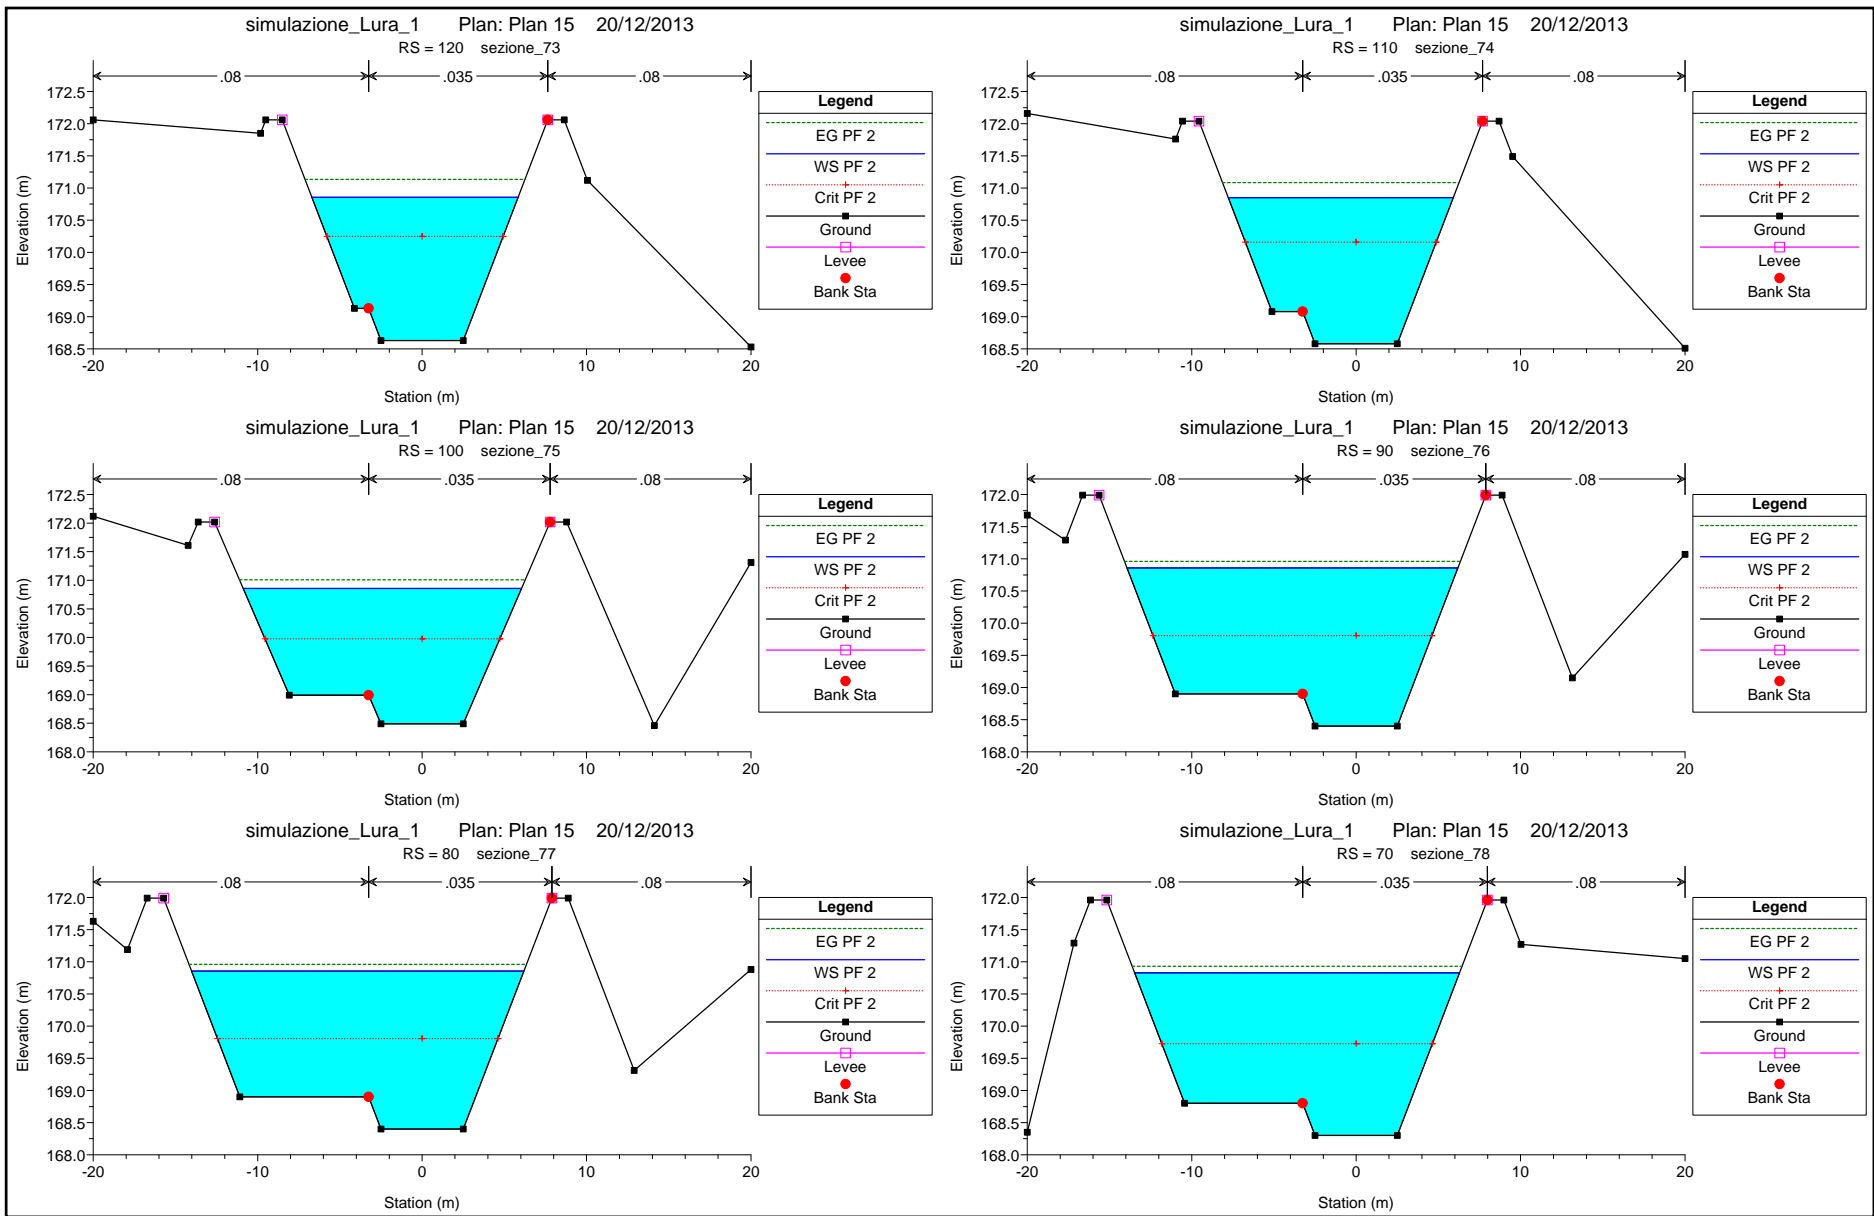 simulazione_Lura_1 Plan: Plan 15 20/12/2013
RS = 120 sezione_73
.08 .035 .08
172.5
172.0
171.5
171.0
170.5
170.0
169.5
169.0
168.5
Elevation (m)
-20 -10 0 10 20
Station (m)
Legend
EG PF 2
WS PF 2
Crit PF 2
Ground
Levee
Bank Sta
simulazione_Lura_1 Plan: Plan 15 20/12/2013
RS = 110 sezione_74
.08 .035 .08
172.5
172.0
171.5
171.0
170.5
170.0
169.5
169.0
168.5
Elevation (m)
-20 -10 0 10 20
Station (m)
Legend
EG PF 2
WS PF 2
Crit PF 2
Ground
Levee
Bank Sta
simulazione_Lura_1 Plan: Plan 15 20/12/2013
RS = 100 sezione_75
.08 .035 .08
172.5
172.0
171.5
171.0
170.5
170.0
169.5
169.0
168.5
168.0
Elevation (m)
-20 -10 0 10 20
Station (m)
Legend
EG PF 2
WS PF 2
Crit PF 2
Ground
Levee
Bank Sta
simulazione_Lura_1 Plan: Plan 15 20/12/2013
RS = 90 sezione_76
.08 .035 .08
172.0
171.5
171.0
170.5
170.0
169.5
169.0
168.5
168.0
Elevation (m)
-20 -10 0 10 20
Station (m)
Legend
EG PF 2
WS PF 2
Crit PF 2
Ground
Levee
Bank Sta
simulazione_Lura_1 Plan: Plan 15 20/12/2013
RS = 80 sezione_77
.08 .035 .08
172.0
171.5
171.0
170.5
170.0
169.5
169.0
168.5
168.0
Elevation (m)
-20 -10 0 10 20
Station (m)
Legend
EG PF 2
WS PF 2
Crit PF 2
Ground
Levee
Bank Sta
simulazione_Lura_1 Plan: Plan 15 20/12/2013
RS = 70 sezione_78
.08 .035 .08
172.0
171.5
171.0
170.5
170.0
169.5
169.0
168.5
168.0
Elevation (m)
-20 -10 0 10 20
Station (m)
Legend
EG PF 2
WS PF 2
Crit PF 2
Ground
Levee
Bank Sta